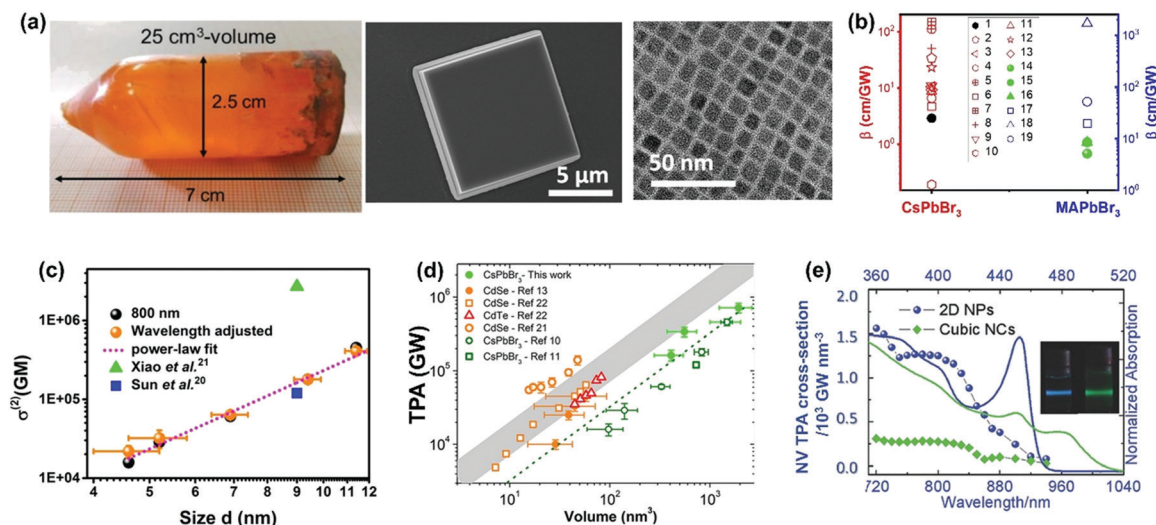 (a)
25 cm³-volume
2.5 cm
7 cm
5 µm
50 nm
(b)
β (cm/GW)
10²
10¹
10⁰
1
2
3
4
5
6
7
8
9
10
11
12
13
14
15
16
17
18
19
10³
10²
10¹
10⁰
β (cm/GW)
CsPbBr₃
MAPbBr₃
(c)
σ⁽²⁾(GM)
1E+06
1E+05
1E+04
800 nm
Wavelength adjusted
power-law fit
Xiao et al.²¹
Sun et al.²⁰
4 5 6 7 8 9 10 11 12
Size d (nm)
(d)
TPA (GW)
10⁶
10⁵
10⁴
CsPbBr₃- This work
CdSe - Ref 13
CdSe - Ref 22
CdTe - Ref 22
CdSe - Ref 21
CsPbBr₃ - Ref 10
CsPbBr₃ - Ref 11
10¹ 10² 10³
Volume (nm³)
(e)
360 400 440 480 520
NV TPA cross-section
/10³ GW nm⁻³
2.0
1.5
1.0
0.5
0.0
2D NPs
Cubic NCs
Normalized Absorption
720 800 880 960 1040
Wavelength/nm